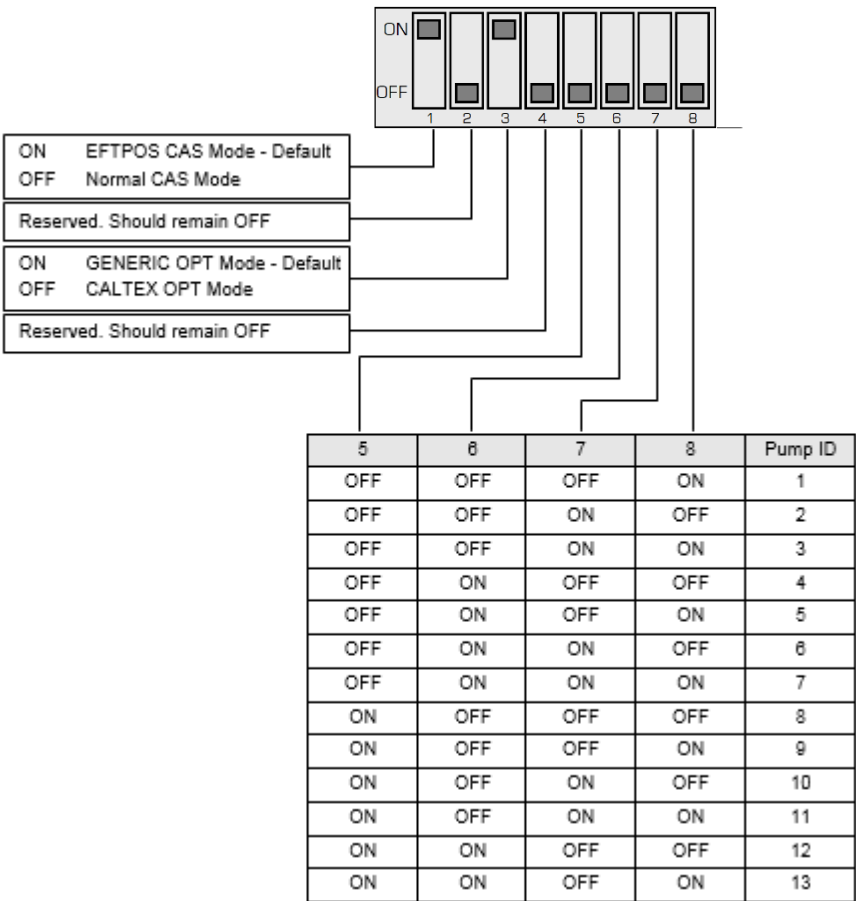 ON
OFF
1 2 3 4 5 6 7 8
ON EFTPOS CAS Mode - Default
OFF Normal CAS Mode
Reserved. Should remain OFF
ON GENERIC OPT Mode - Default
OFF CALTEX OPT Mode
Reserved. Should remain OFF
5 6 7 8 Pump ID
OFF OFF OFF ON 1
OFF OFF ON OFF 2
OFF OFF ON ON 3
OFF ON OFF OFF 4
OFF ON OFF ON 5
OFF ON ON OFF 6
OFF ON ON ON 7
ON OFF OFF OFF 8
ON OFF OFF ON 9
ON OFF ON OFF 10
ON OFF ON ON 11
ON ON OFF OFF 12
ON ON OFF ON 13